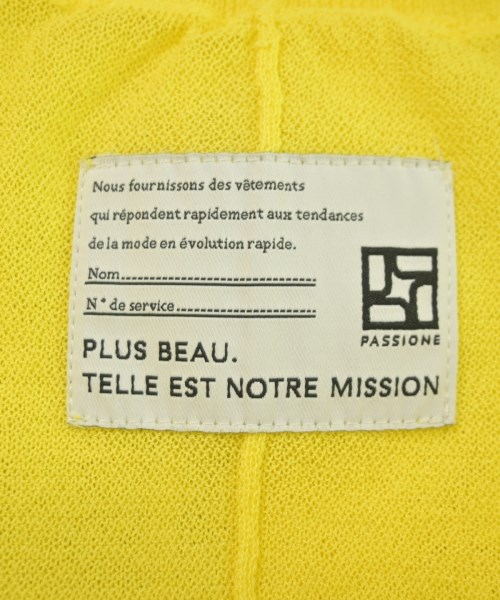 Nous fournissons des vêtements
qui répondent rapidement aux tendances
de la mode en évolution rapide.
Nom
N° de service
PASSIONE
PLUS BEAU.
TELLE EST NOTRE MISSION